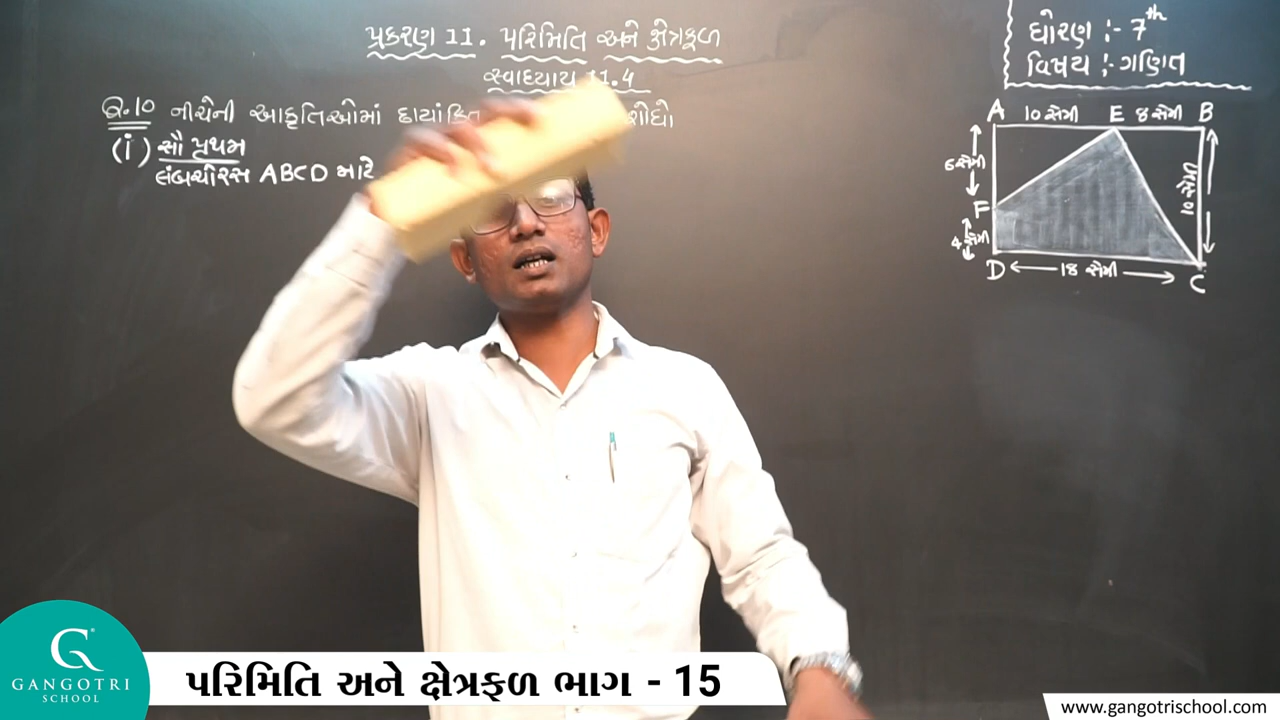 પ્રકરણ 11. પરિમિતિ અને ક્ષેત્રફળ
સ્વાધ્યાય 11.4
ધોરણ :- 7th
વિષય :- ગણિત
Q.10 નીચેની આકૃતિઓમાં છાયાંકિત શોધો
(i) સૌ પ્રથમ
લંબચોરસ ABCD માટે
A 10 સેમી E 8 સેમી B
6 સેમી
10 સેમી
F
4 સેમી
D 18 સેમી C
G
GANGOTRI
SCHOOL
પરિમિતિ અને ક્ષેત્રફળ ભાગ - 15
www.gangotrischool.com